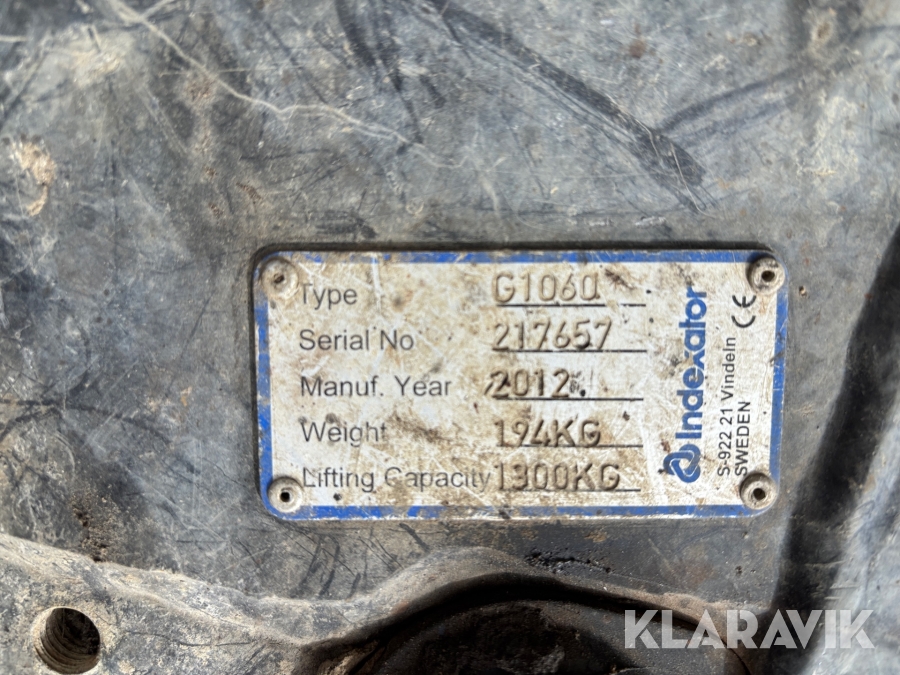 Type G1060
Serial No 217657
Manuf. Year 2012
Weight 194KG
Lifting Capacity 1300KG
Indexator
S-922 21 Vindeln CE
SWEDEN
KLARAVIK